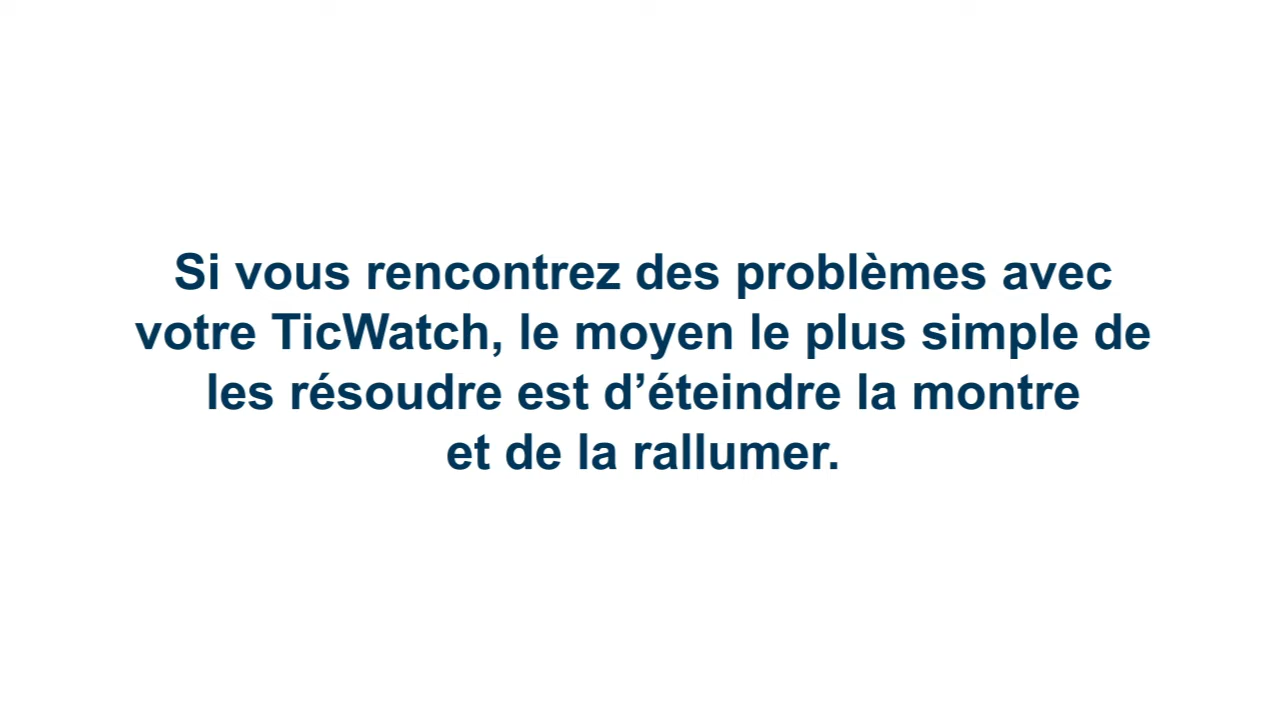 Si vous rencontrez des problèmes avec
votre TicWatch, le moyen le plus simple de
les résoudre est d’éteindre la montre
et de la rallumer.